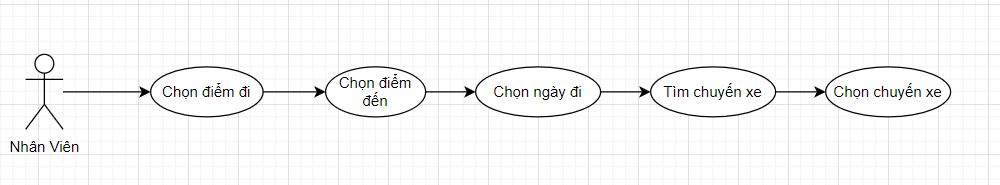 Nhân Viên
Chọn điểm đi
Chọn điểm
đến
Chọn ngày đi
Tìm chuyến xe
Chọn chuyến xe